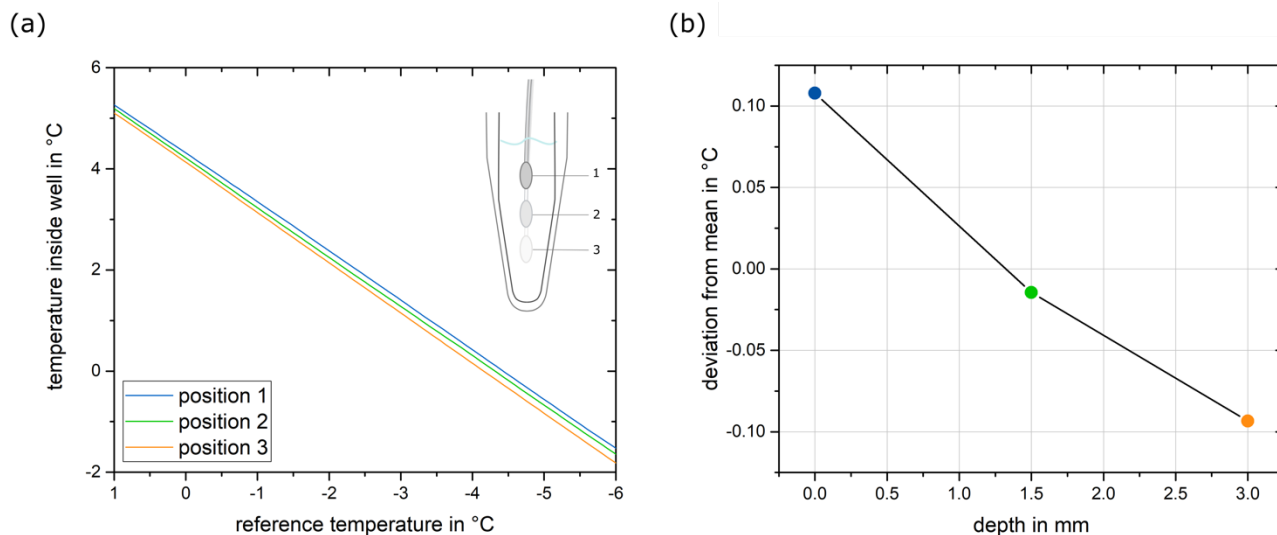 (a)
temperature inside well in °C
6
4
2
0
-2
1
2
3
position 1
position 2
position 3
1 0 -1 -2 -3 -4 -5 -6
reference temperature in °C
(b)
deviation from mean in °C
0.10
0.05
0.00
-0.05
-0.10
0.0 0.5 1.0 1.5 2.0 2.5 3.0
depth in mm